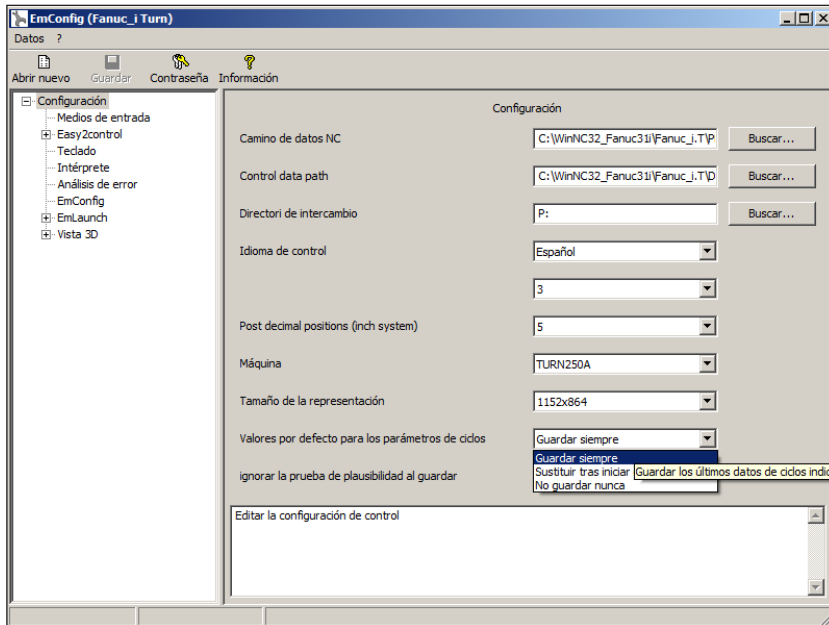 EmConfig (Fanuc_i Turn)
Datos ?
Abrir nuevo Guardar Contraseña Información
Configuración
Medios de entrada
Easy2control
Teclado
Intérprete
Análisis de error
EmConfig
EmLaunch
Vista 3D
Configuración
Camino de datos NC C:\WinNC32_Fanuc31i\Fanuc_i.T\P Buscar...
Control data path C:\WinNC32_Fanuc31i\Fanuc_i.T\D Buscar...
Directori de intercambio P: Buscar...
Idioma de control Español
3
Post decimal positions (inch system) 5
Máquina TURN250A
Tamaño de la representación 1152x864
Valores por defecto para los parámetros de ciclos Guardar siempre
Guardar siempre
Sustituir tras iniciar Guardar los últimos datos de ciclos indic
ignorar la prueba de plausibilidad al guardar
No guardar nunca
Editar la configuración de control